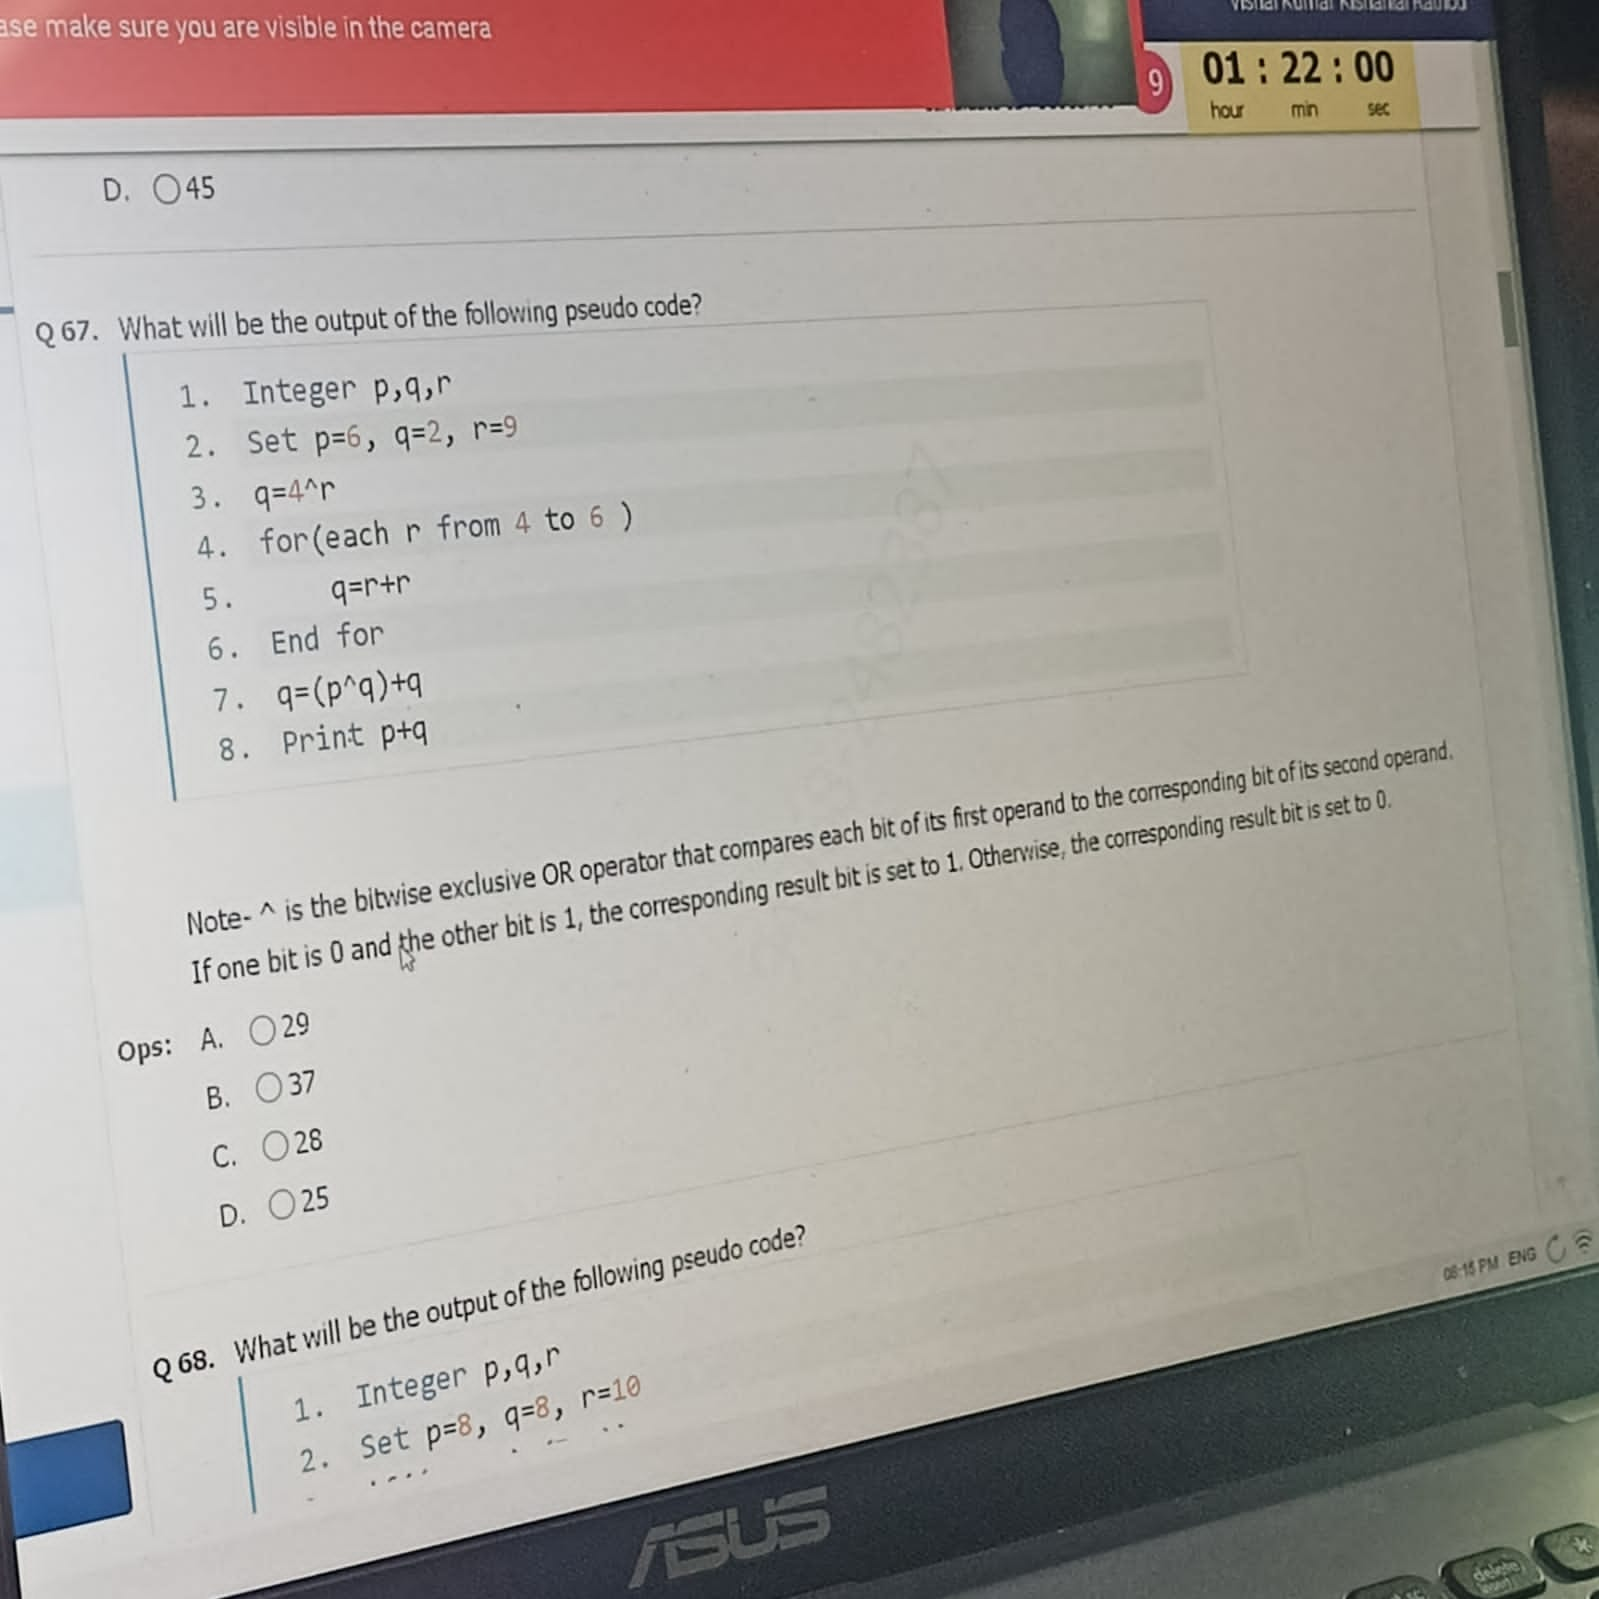 make sure you are visible in the camera
9
01 : 22 : 00
hour min sec
D. 45
Q 67. What will be the output of the following pseudo code?
1. Integer p,q,r
2. Set p=6, q=2, r=9
3. q=4^r
4. for(each r from 4 to 6 )
5. q=r+r
6. End for
7. q=(p^q)+q
8. Print p+q
Note- ^ is the bitwise exclusive OR operator that compares each bit of its first operand to the corresponding bit of its second operand.
If one bit is 0 and the other bit is 1, the corresponding result bit is set to 1. Otherwise, the corresponding result bit is set to 0.
Ops: A. 29
B. 37
C. 28
D. 25
Q 68. What will be the output of the following pseudo code?
1. Integer p,q,r
2. Set p=8, q=8, r=10
PM ENG
ASUS
delete